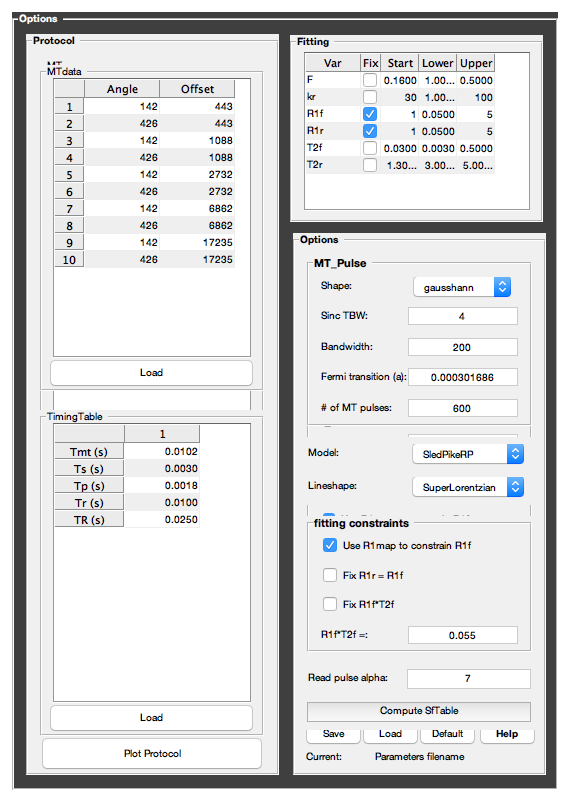 Options
Protocol
MTdata
Angle Offset
1 142 443
2 426 443
3 142 1088
4 426 1088
5 142 2732
6 426 2732
7 142 6862
8 426 6862
9 142 17235
10 426 17235
Load
TimingTable
1
Tmt (s) 0.0102
Ts (s) 0.0030
Tp (s) 0.0018
Tr (s) 0.0100
TR (s) 0.0250
Load
Plot Protocol
Fitting
Var Fix Start Lower Upper
F 0.1600 1.00... 0.5000
kr 30 1.00... 100
R1f 1 0.0500 5
R1r 1 0.0500 5
T2f 0.0300 0.0030 0.5000
T2r 1.30... 3.00... 5.00...
Options
MT_Pulse
Shape: gausshann
Sinc TBW: 4
Bandwidth: 200
Fermi transition (a): 0.000301686
# of MT pulses: 600
Model: SledPikeRP
Lineshape: SuperLorentzian
fitting constraints
Use R1map to constrain R1f
Fix R1r = R1f
Fix R1f*T2f
R1f*T2f =: 0.055
Read pulse alpha: 7
Compute SfTable
Save Load Default Help
Current: Parameters filename